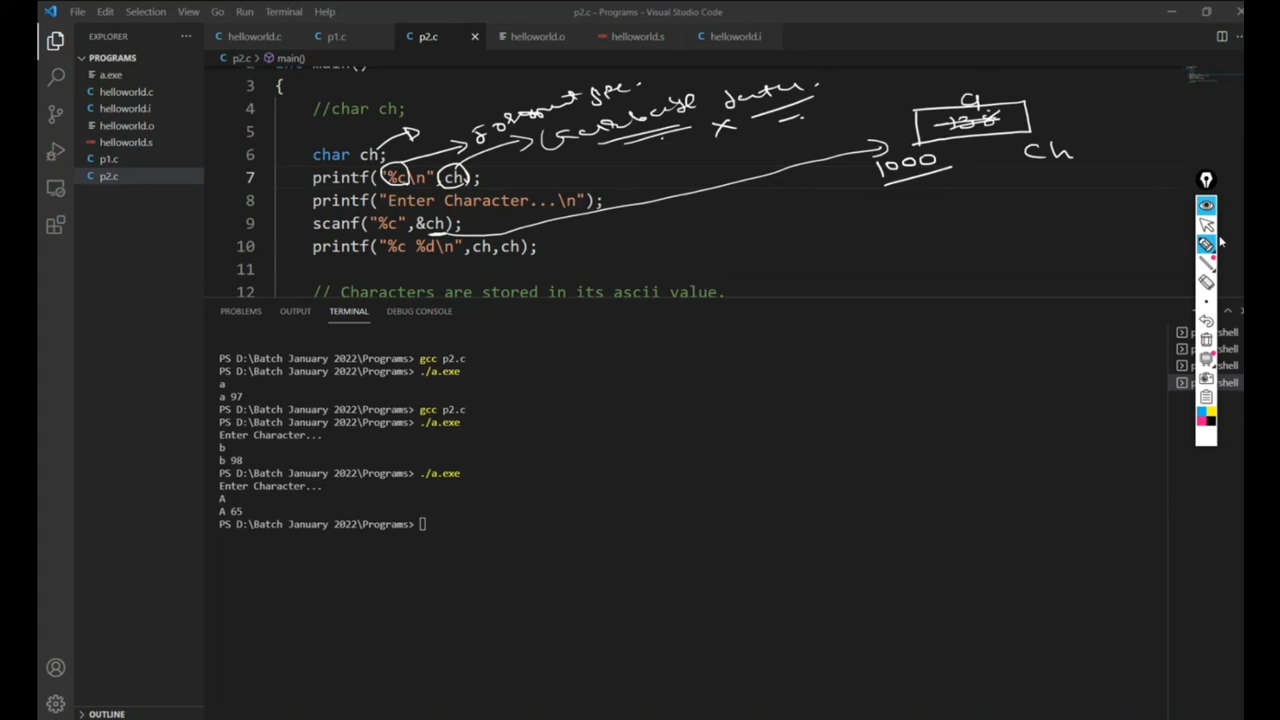 File Edit Selection View Go Run Terminal Help p2.c - Programs - Visual Studio Code
EXPLORER
PROGRAMS
a.exe
helloworld.c
helloworld.i
helloworld.o
helloworld.s
p1.c
p2.c
OUTLINE
helloworld.c p1.c p2.c helloworld.o helloworld.s helloworld.i
p2.c > main()
2 int main()
3 {
4 //char ch;
5
6 char ch;
7 printf("%c\n",ch);
8 printf("Enter Character...\n");
9 scanf("%c",&ch);
10 printf("%c %d\n",ch,ch);
11
12 // Characters are stored in its ascii value.
1000
ch
PROBLEMS OUTPUT TERMINAL DEBUG CONSOLE
PS D:\Batch January 2022\Programs> gcc p2.c
PS D:\Batch January 2022\Programs> ./a.exe
a
a 97
PS D:\Batch January 2022\Programs> gcc p2.c
PS D:\Batch January 2022\Programs> ./a.exe
Enter Character...
b
b 98
PS D:\Batch January 2022\Programs> ./a.exe
Enter Character...
A
A 65
PS D:\Batch January 2022\Programs>